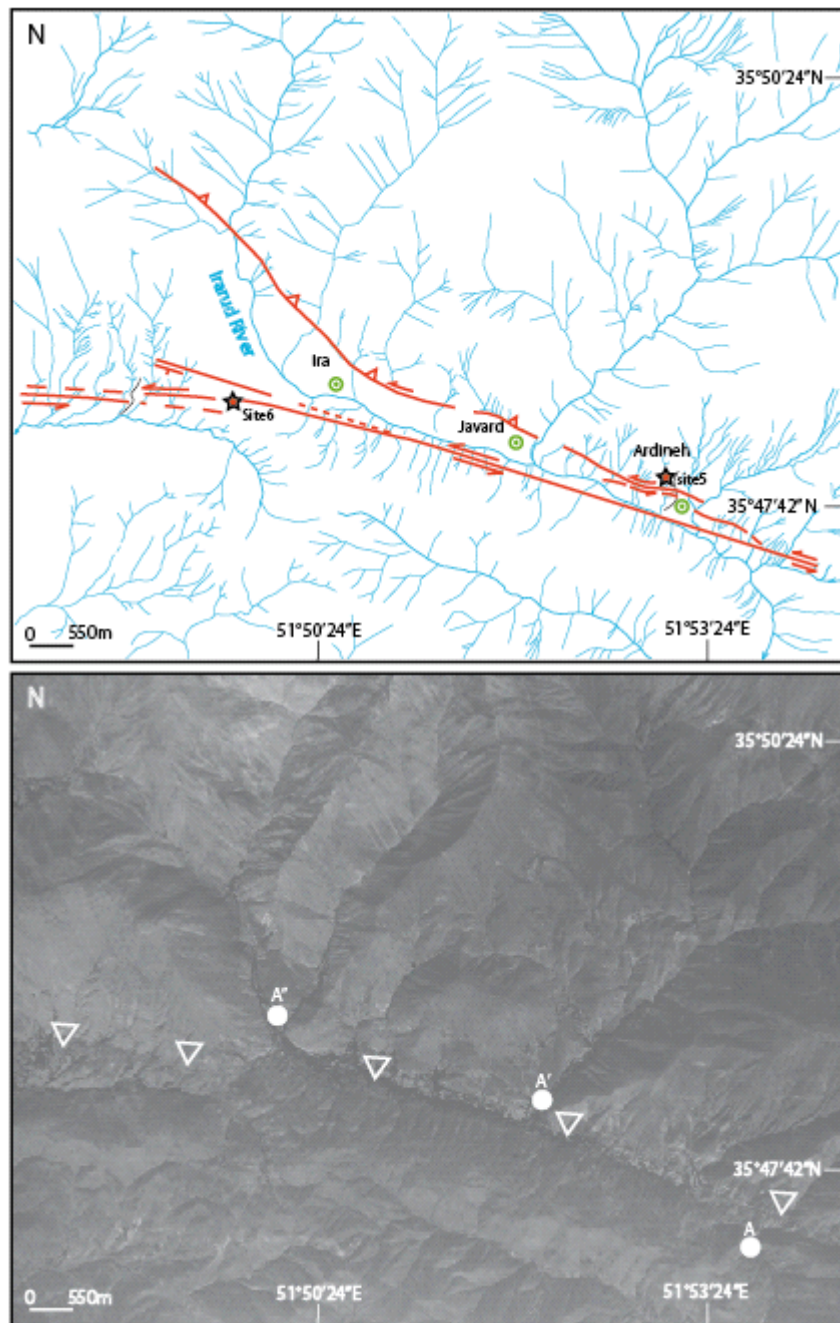 N
35°50′24″N
Irarud River
Ira
Site6
Javard
Ardineh
site5
35°47′42″N
0 550m
51°50′24″E
51°53′24″E
N
35°50′24″N
A″
A′
35°47′42″N
A
0 550m
51°50′24″E
51°53′24″E